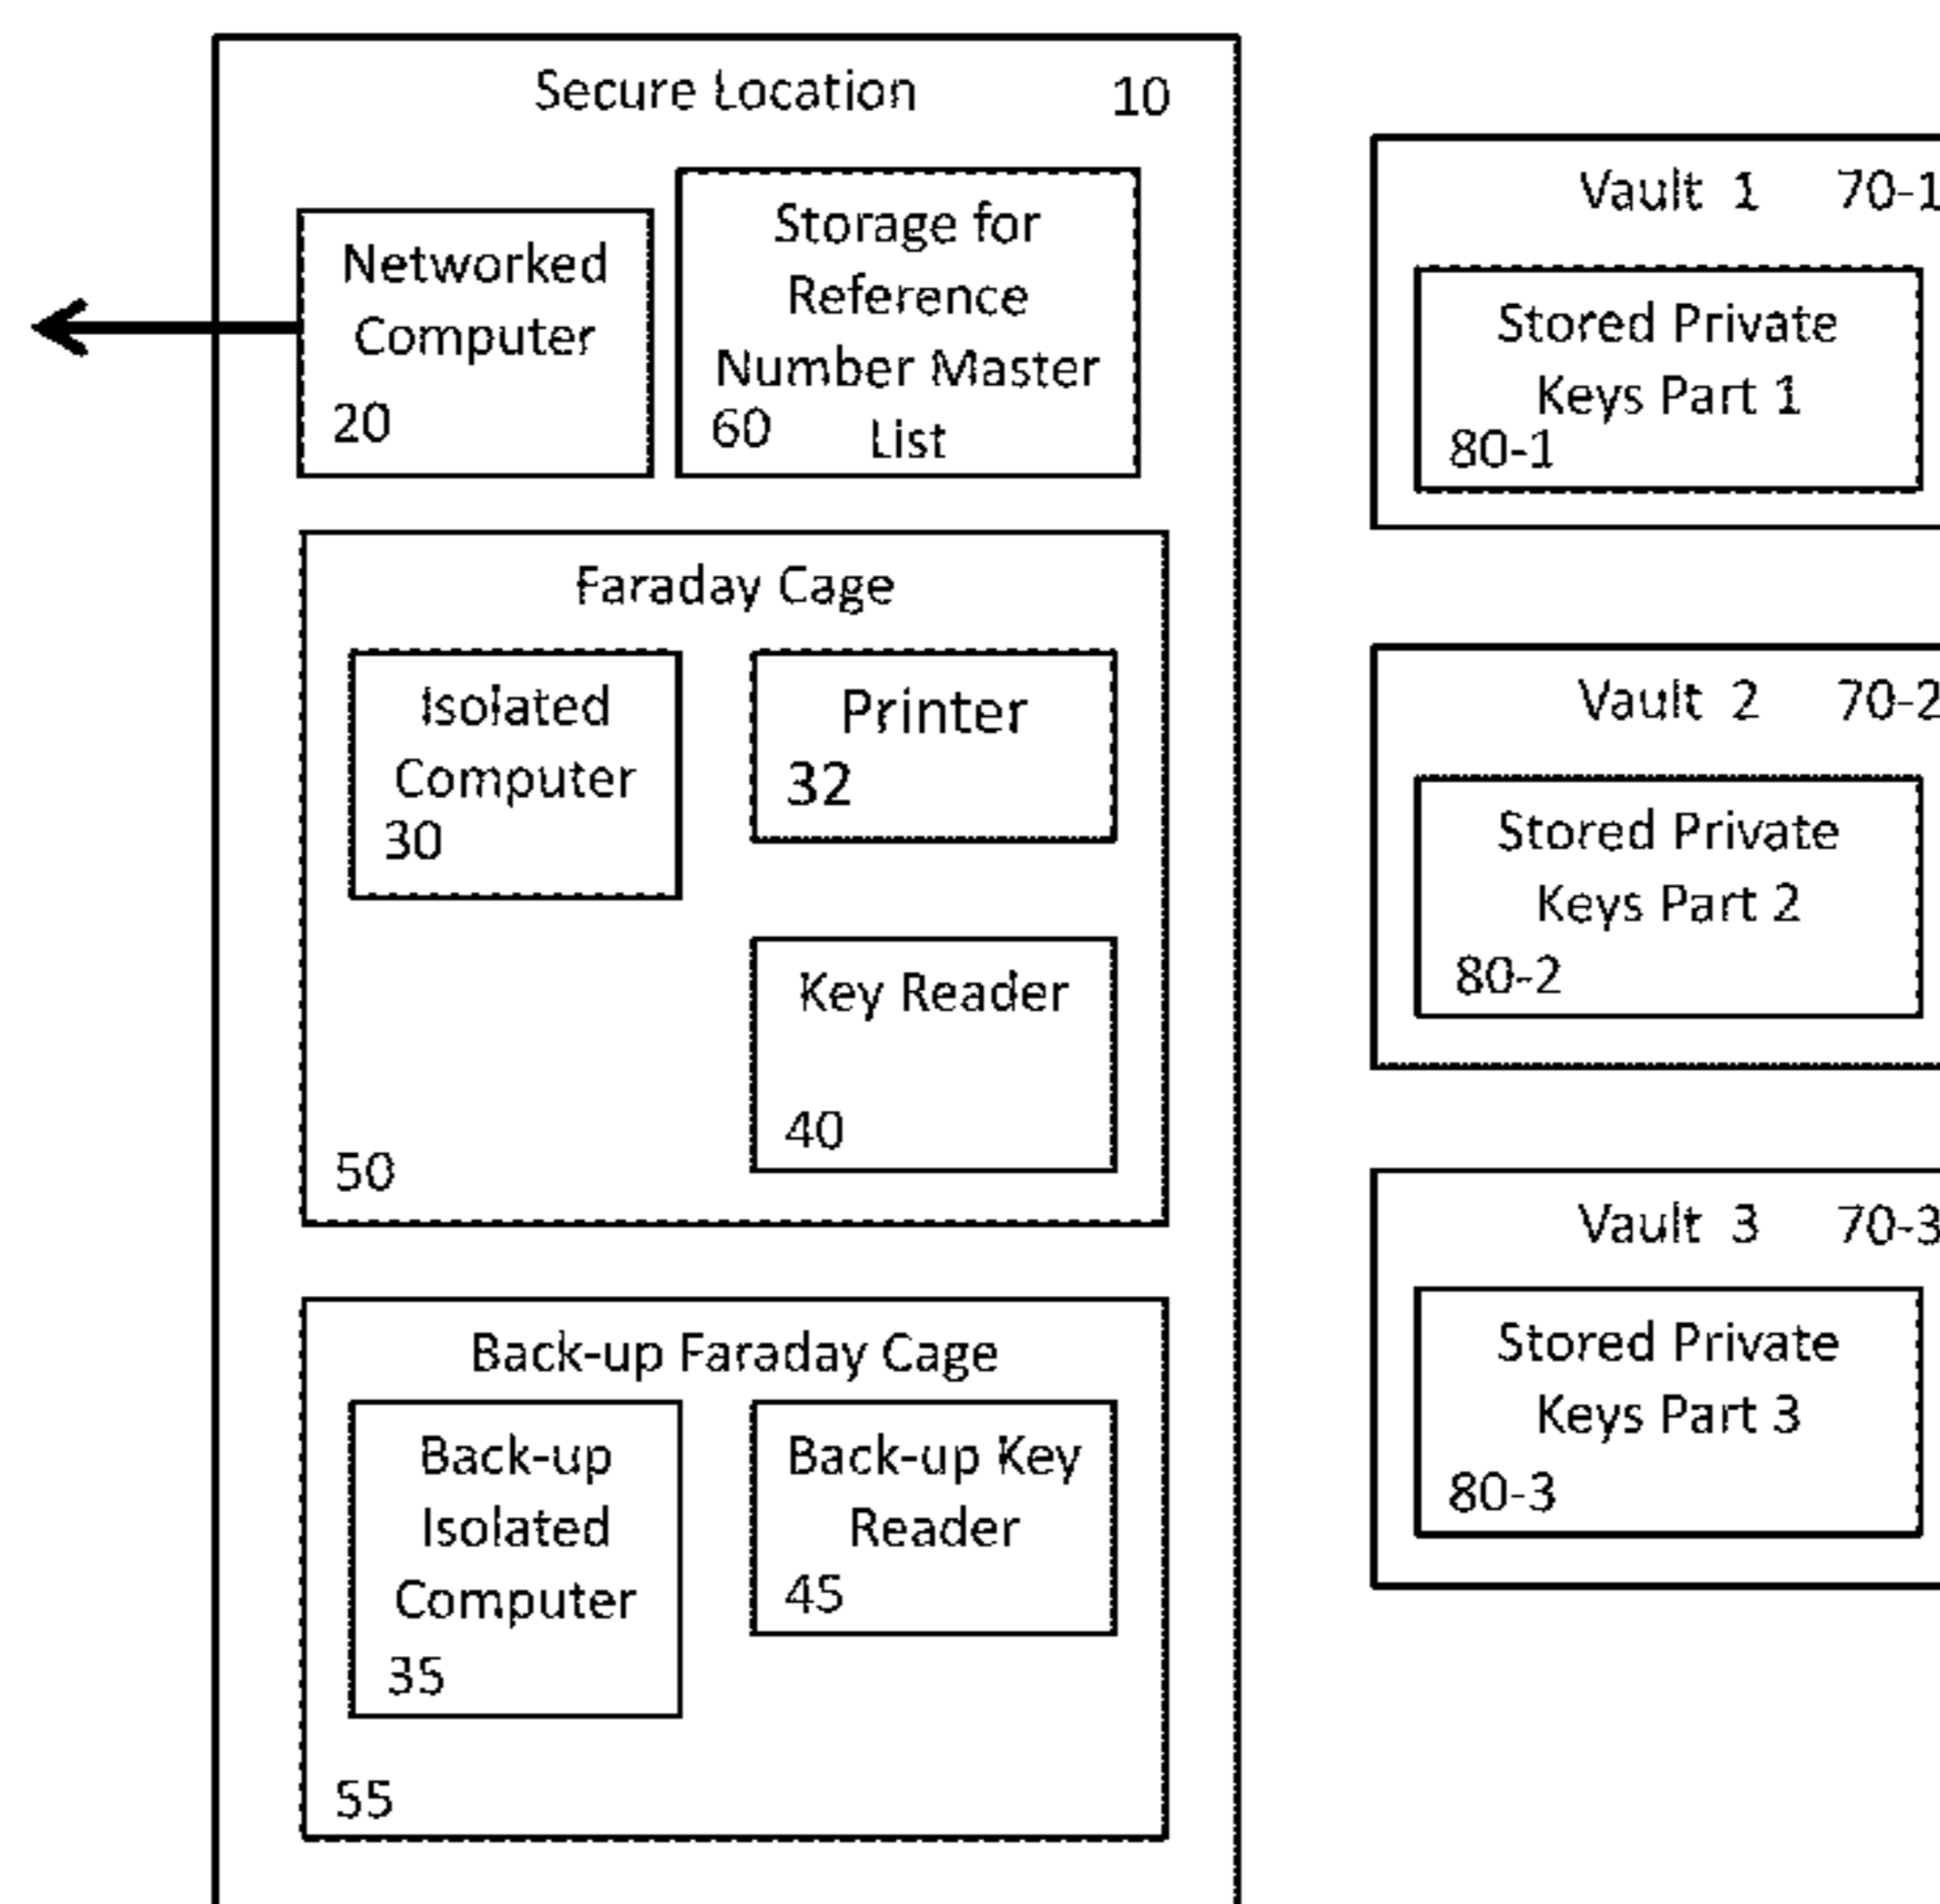 Secure Location 10
Networked
Computer
20
Storage for
Reference
Number Master
60 List
Faraday Cage
Isolated
Computer
30
Printer
32
Key Reader
40
50
Back-up Faraday Cage
Back-up
Isolated
Computer
35
Back-up Key
Reader
45
55
Vault 1 70-1
Stored Private
Keys Part 1
80-1
Vault 2 70-2
Stored Private
Keys Part 2
80-2
Vault 3 70-3
Stored Private
Keys Part 3
80-3